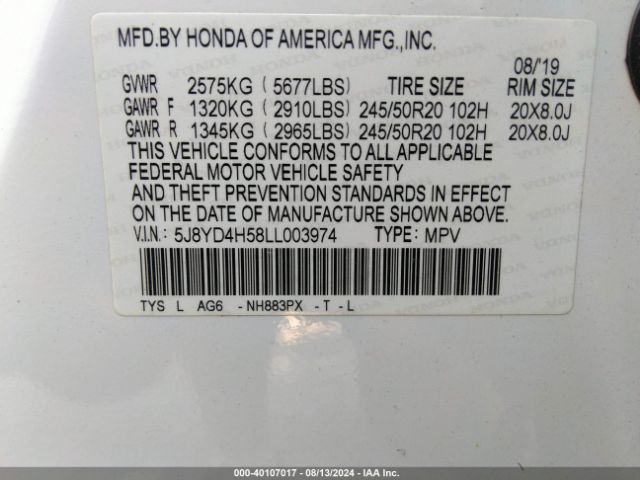 MFD.BY HONDA OF AMERICA MFG.,INC.
08/'19
GVWR 2575KG ( 5677LBS) TIRE SIZE RIM SIZE
GAWR F 1320KG ( 2910LBS) 245/50R20 102H 20X8.0J
GAWR R 1345KG ( 2965LBS) 245/50R20 102H 20X8.0J
THIS VEHICLE CONFORMS TO ALL APPLICABLE
FEDERAL MOTOR VEHICLE SAFETY
AND THEFT PREVENTION STANDARDS IN EFFECT
ON THE DATE OF MANUFACTURE SHOWN ABOVE.
V.I.N.: 5J8YD4H58LL003974 TYPE: MPV
TYS L AG6 - NH883PX - T - L
000-40107017 - 08/13/2024 - IAA Inc.